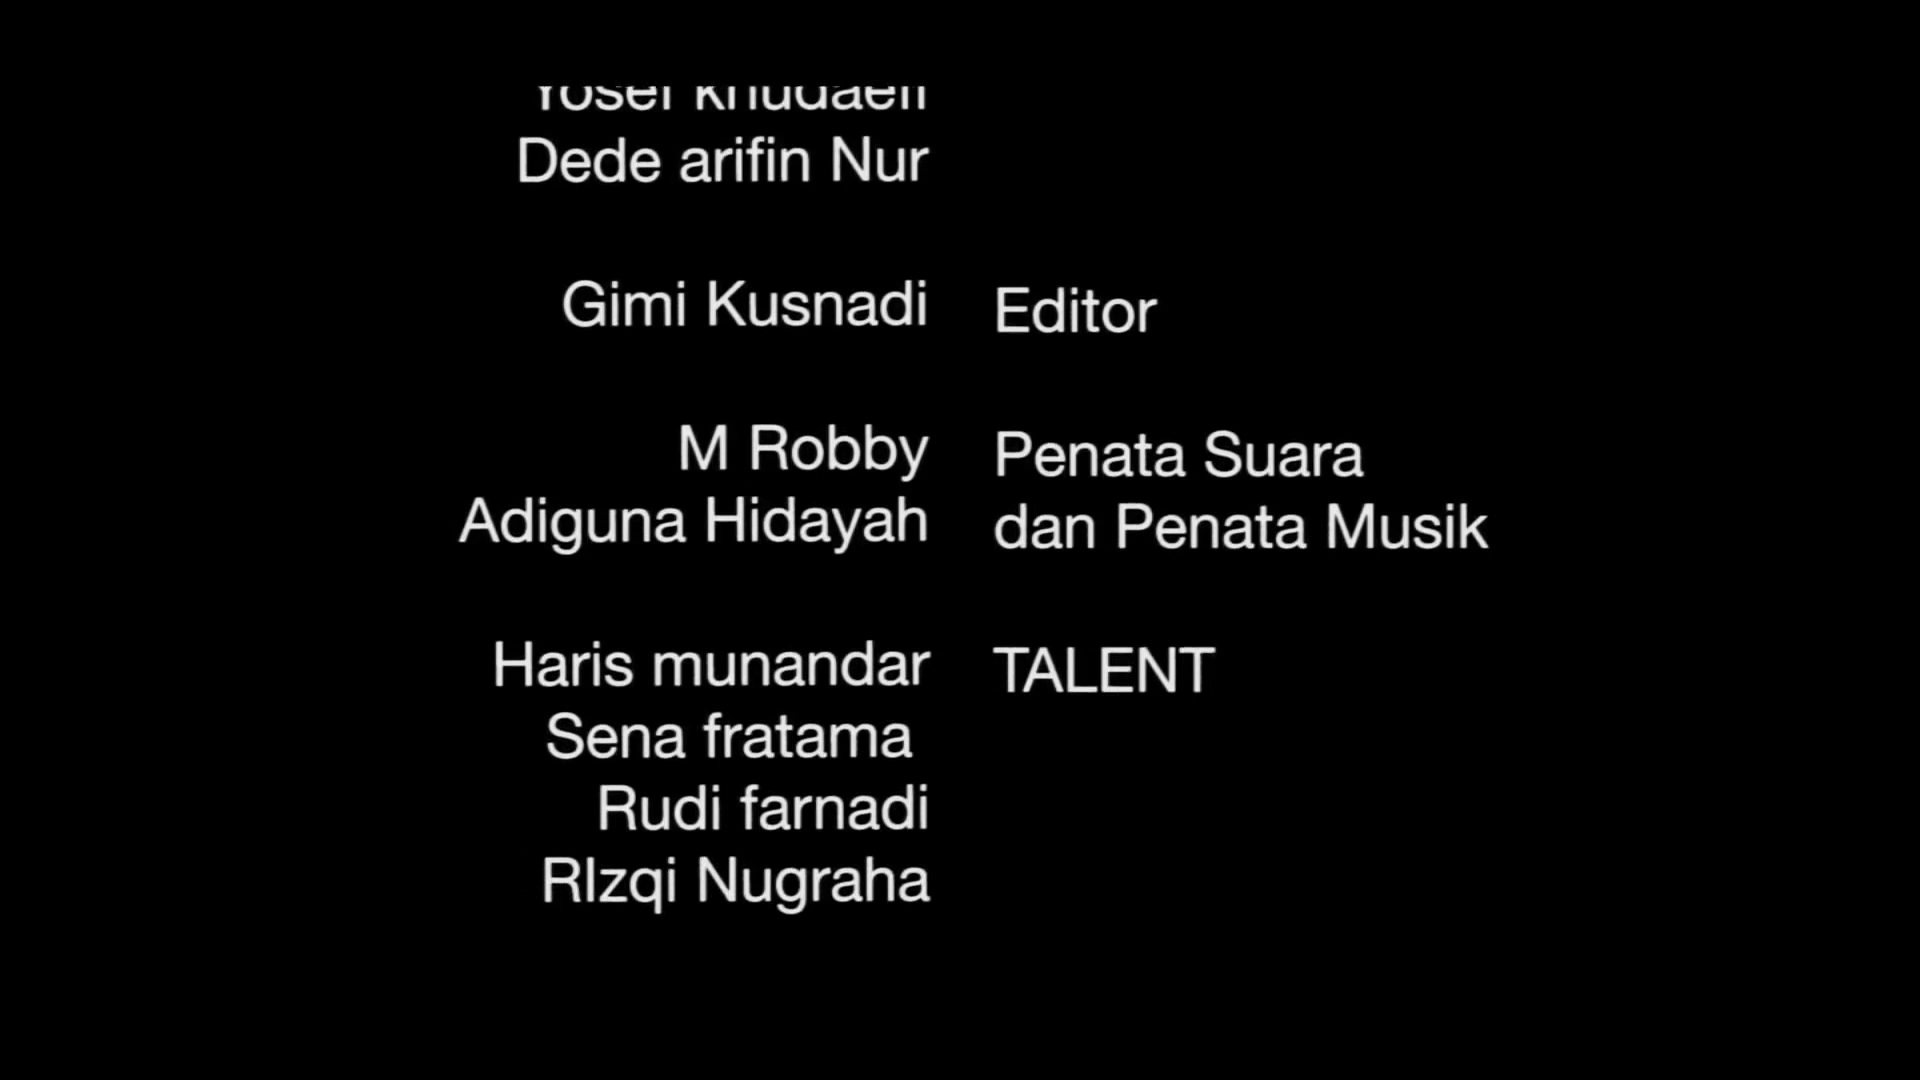 Dede arifin Nur
Gimi Kusnadi Editor
M Robby Penata Suara
Adiguna Hidayah dan Penata Musik
Haris munandar TALENT
Sena fratama
Rudi farnadi
RIzqi Nugraha